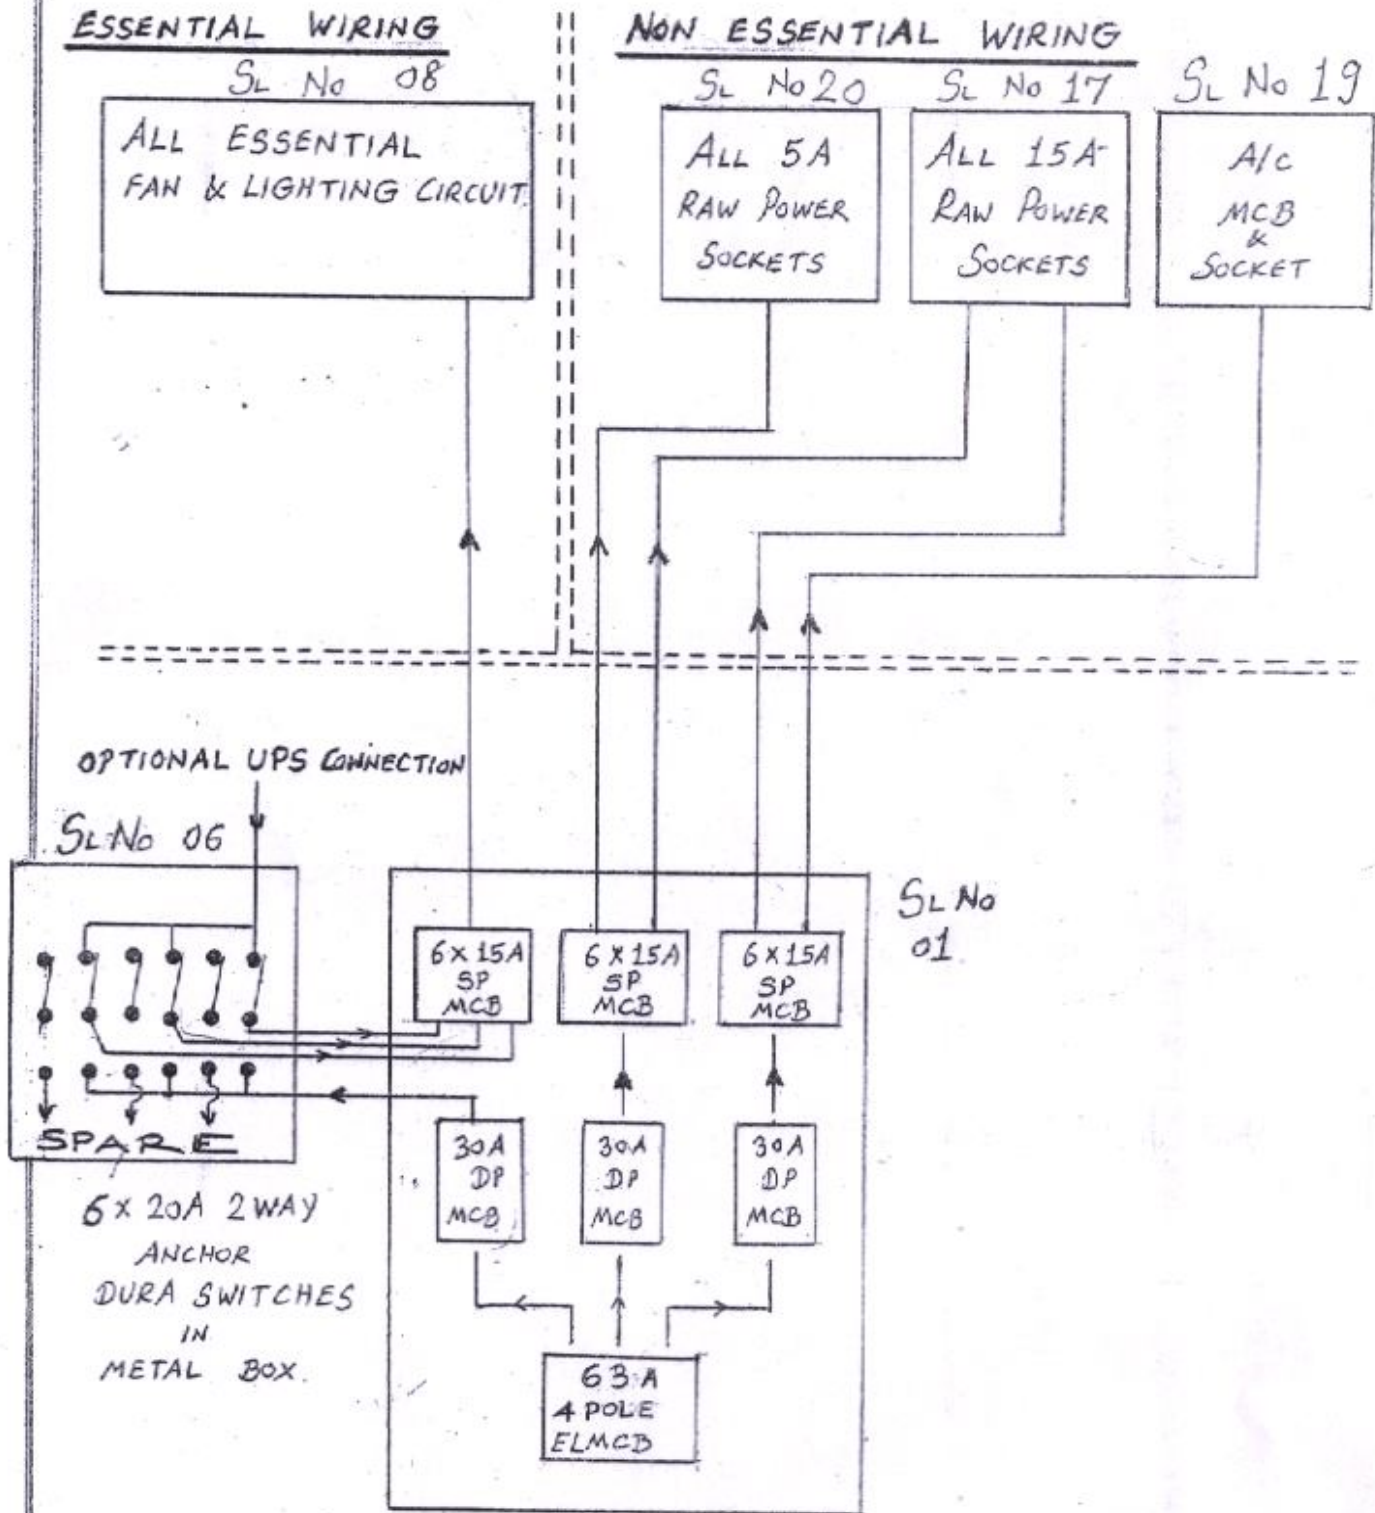 ESSENTIAL WIRING
SL No 08
ALL ESSENTIAL
FAN & LIGHTING CIRCUIT.
NON ESSENTIAL WIRING
SL No 20
ALL 5A
RAW POWER
SOCKETS
SL No 17
ALL 15A
RAW POWER
SOCKETS
SL No 19
A/C
MCB
&
SOCKET
OPTIONAL UPS CONNECTION
SL No 06
SPARE
6 x 20A 2 WAY
ANCHOR
DURA SWITCHES
IN
METAL BOX.
SL No
01
6 x 15A
SP
MCB
6 x 15A
SP
MCB
6 x 15A
SP
MCB
30A
DP
MCB
30A
DP
MCB
30A
DP
MCB
63A
4 POLE
ELMCB